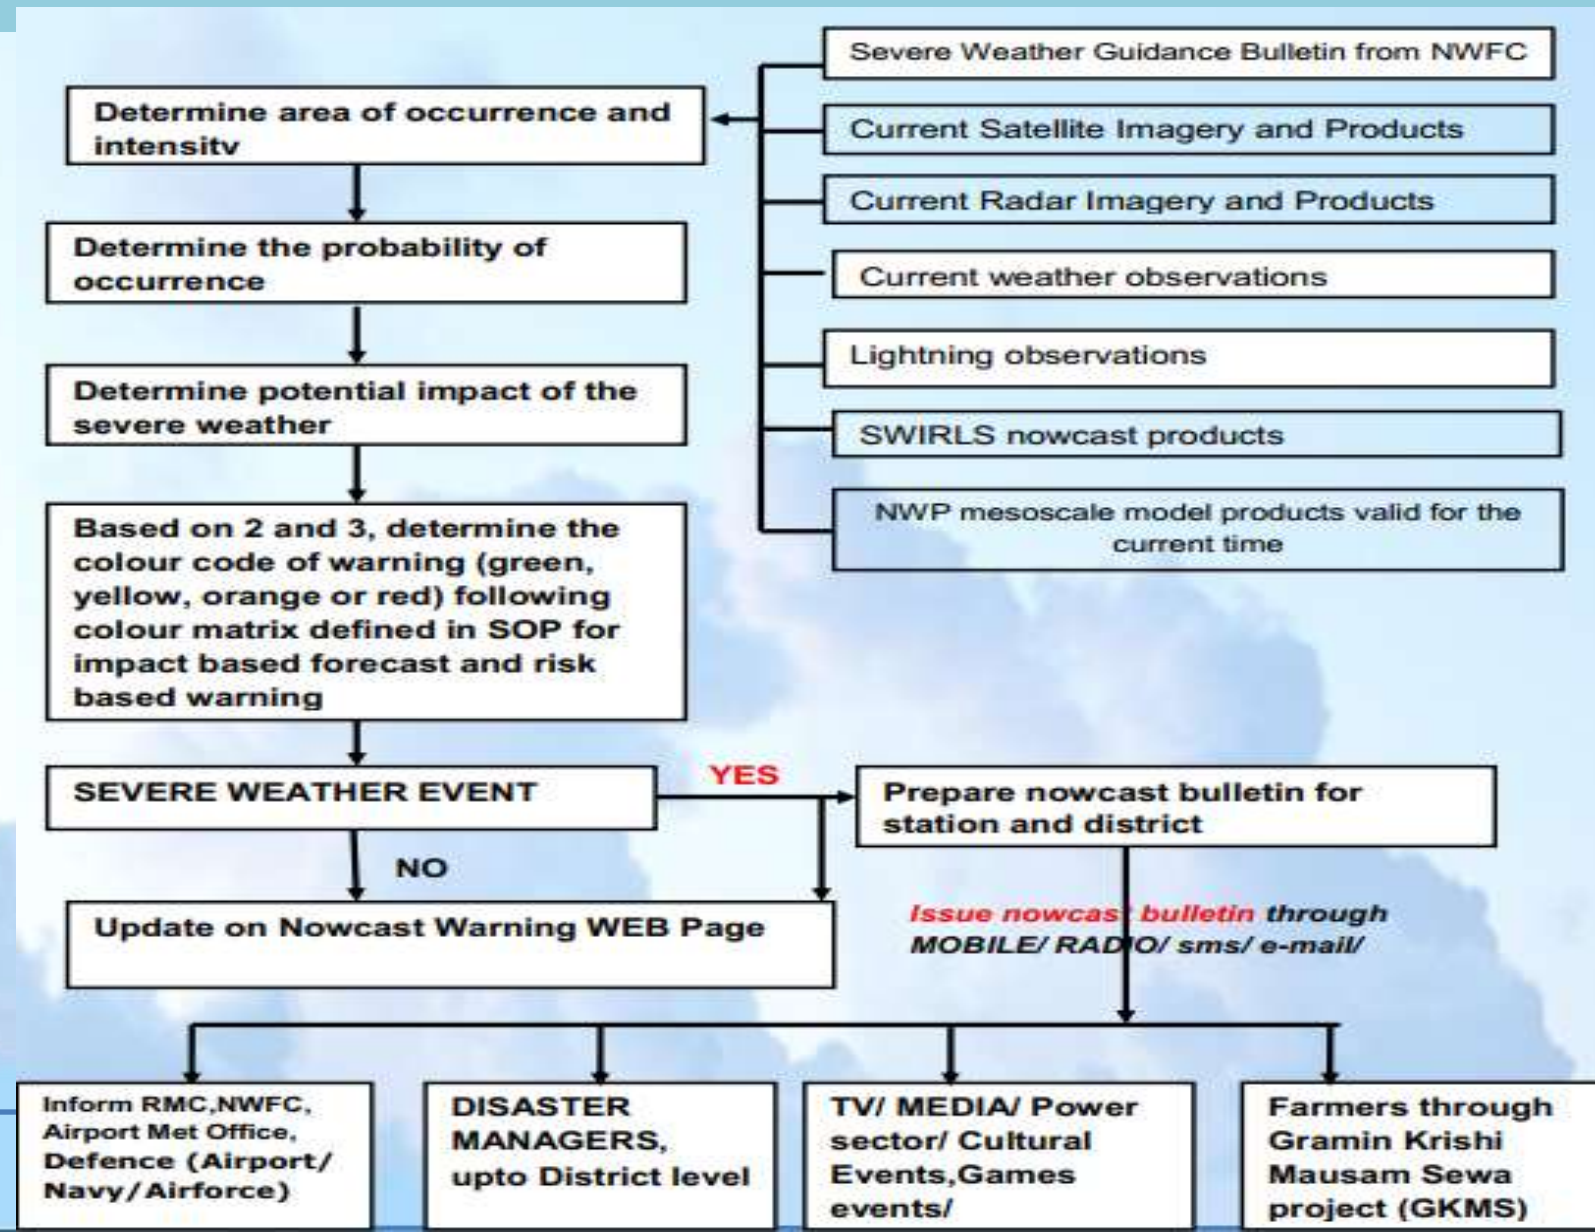 Severe Weather Guidance Bulletin from NWFC
Determine area of occurrence and
intensity
Current Satellite Imagery and Products
Current Radar Imagery and Products
Current weather observations
Lightning observations
SWIRLS nowcast products
NWP mesoscale model products valid for the
current time
Determine the probability of
occurrence
Determine potential impact of the
severe weather
Based on 2 and 3, determine the
colour code of warning (green,
yellow, orange or red) following
colour matrix defined in SOP for
impact based forecast and risk
based warning
SEVERE WEATHER EVENT
YES
Prepare nowcast bulletin for
station and district
NO
Update on Nowcast Warning WEB Page
Issue nowcast bulletin through
MOBILE/ RADIO/ sms/ e-mail/
Inform RMC,NWFC,
Airport Met Office,
Defence (Airport/
Navy/Airforce)
DISASTER
MANAGERS,
upto District level
TV/ MEDIA/ Power
sector/ Cultural
Events,Games
events/
Farmers through
Gramin Krishi
Mausam Sewa
project (GKMS)